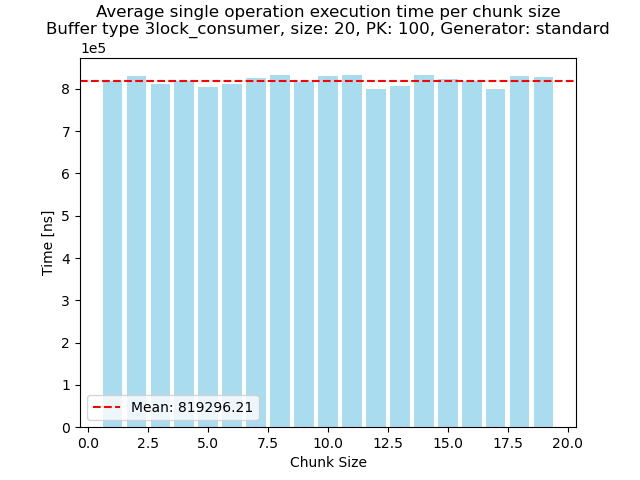 Average single operation execution time per chunk size
Buffer type 3lock_consumer, size: 20, PK: 100, Generator: standard
1e5
8
7
6
5
4
3
2
1
0
Time [ns]
Mean: 819296.21
0.0 2.5 5.0 7.5 10.0 12.5 15.0 17.5 20.0
Chunk Size